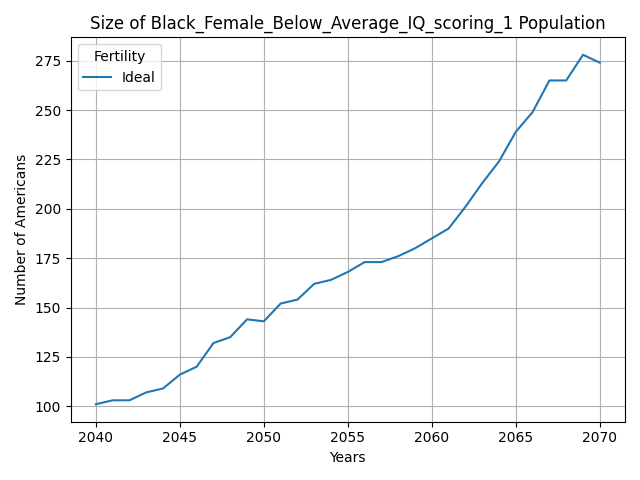 Size of Black_Female_Below_Average_IQ_scoring_1 Population
Fertility
Ideal
275
250
225
200
175
150
125
100
Number of Americans
2040 2045 2050 2055 2060 2065 2070
Years